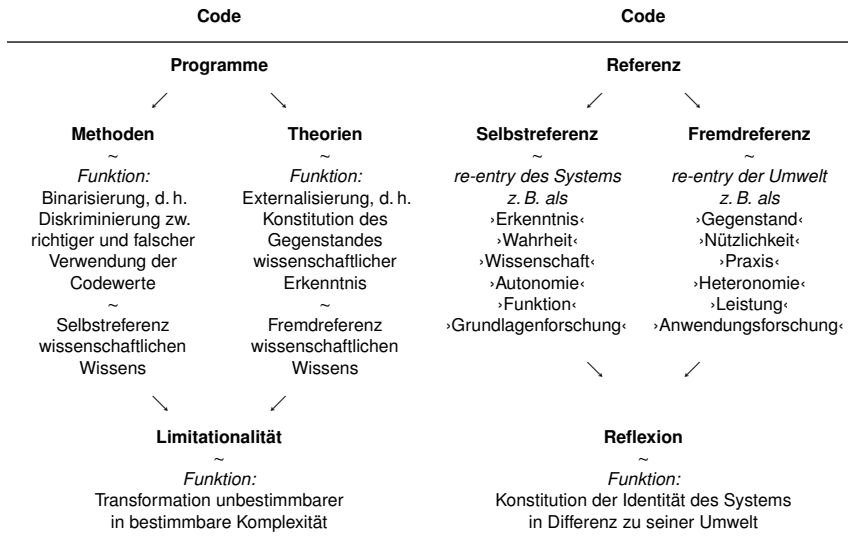 Code
Code
Programme
Referenz
↙ ↘
↙ ↘
Methoden
~
Funktion:
Binarisierung, d. h.
Diskriminierung zw.
richtiger und falscher
Verwendung der
Codewerte
~
Selbstreferenz
wissenschaftlichen
Wissens
Theorien
~
Funktion:
Externalisierung, d. h.
Konstitution des
Gegenstandes
wissenschaftlicher
Erkenntnis
~
Fremdreferenz
wissenschaftlichen
Wissens
Selbstreferenz
~
re-entry des Systems
z. B. als
›Erkenntnis‹
›Wahrheit‹
›Wissenschaft‹
›Autonomie‹
›Funktion‹
›Grundlagenforschung‹
Fremdreferenz
~
re-entry der Umwelt
z. B. als
›Gegenstand‹
›Nützlichkeit‹
›Praxis‹
›Heteronomie‹
›Leistung‹
›Anwendungsforschung‹
↘ ↙
↘ ↙
Limitationalität
~
Funktion:
Transformation unbestimmbarer
in bestimmbare Komplexität
Reflexion
~
Funktion:
Konstitution der Identität des Systems
in Differenz zu seiner Umwelt